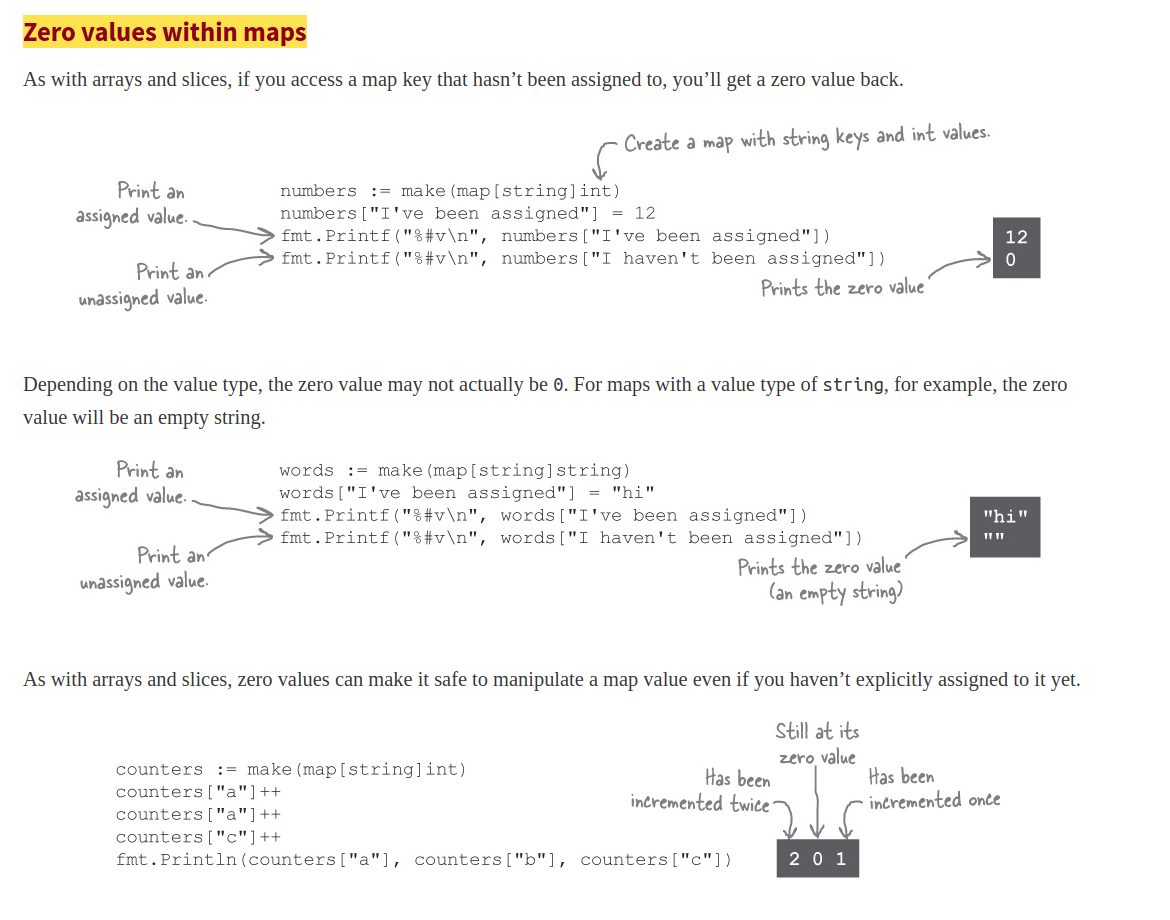 Zero values within maps
As with arrays and slices, if you access a map key that hasn’t been assigned to, you’ll get a zero value back.
Create a map with string keys and int values.
Print an
assigned value.
numbers := make(map[string]int)
numbers["I've been assigned"] = 12
fmt.Printf("%#v\n", numbers["I've been assigned"])
fmt.Printf("%#v\n", numbers["I haven't been assigned"])
Print an
unassigned value.
Prints the zero value
12
0
Depending on the value type, the zero value may not actually be 0. For maps with a value type of string, for example, the zero
value will be an empty string.
Print an
assigned value.
words := make(map[string]string)
words["I've been assigned"] = "hi"
fmt.Printf("%#v\n", words["I've been assigned"])
fmt.Printf("%#v\n", words["I haven't been assigned"])
Print an
unassigned value.
Prints the zero value
(an empty string)
"hi"
""
As with arrays and slices, zero values can make it safe to manipulate a map value even if you haven’t explicitly assigned to it yet.
counters := make(map[string]int)
counters["a"]++
counters["a"]++
counters["c"]++
fmt.Println(counters["a"], counters["b"], counters["c"])
Has been
incremented twice
Still at its
zero value
Has been
incremented once
2 0 1